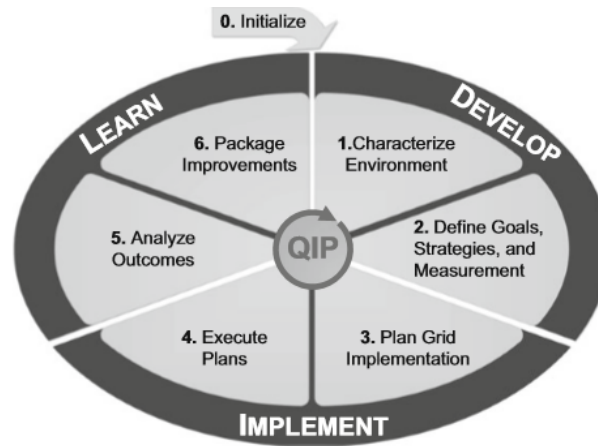 0. Initialize
LEARN
DEVELOP
6. Package
Improvements
1.Characterize
Environment
5. Analyze
Outcomes
QIP
2. Define Goals,
Strategies, and
Measurement
4. Execute
Plans
3. Plan Grid
Implementation
IMPLEMENT